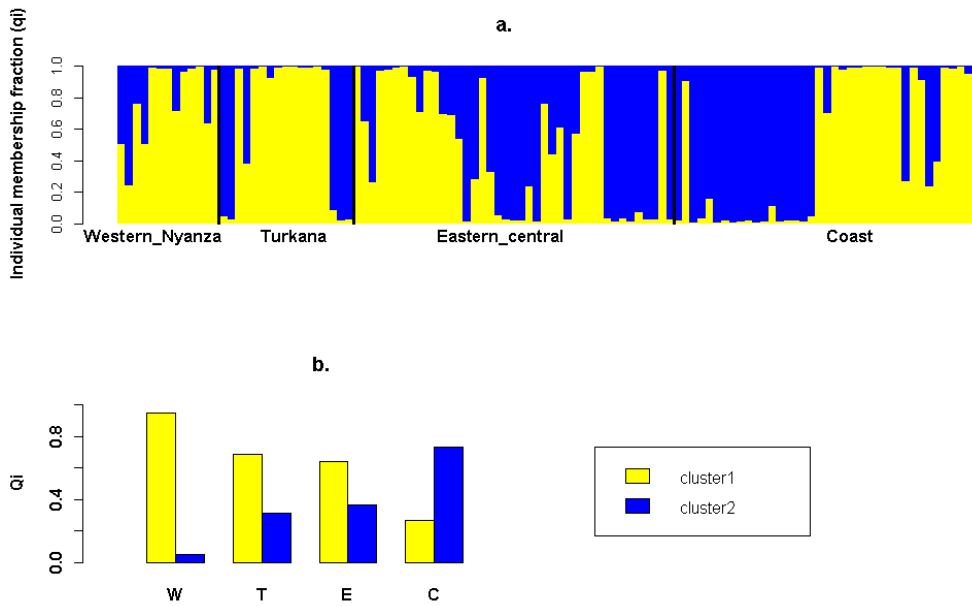 a.
Individual membership fraction (qi)
1.0
0.8
0.6
0.4
0.2
0.0
Western_Nyanza Turkana Eastern_central Coast
b.
Qi
0.8
0.4
0.0
W T E C
cluster1
cluster2